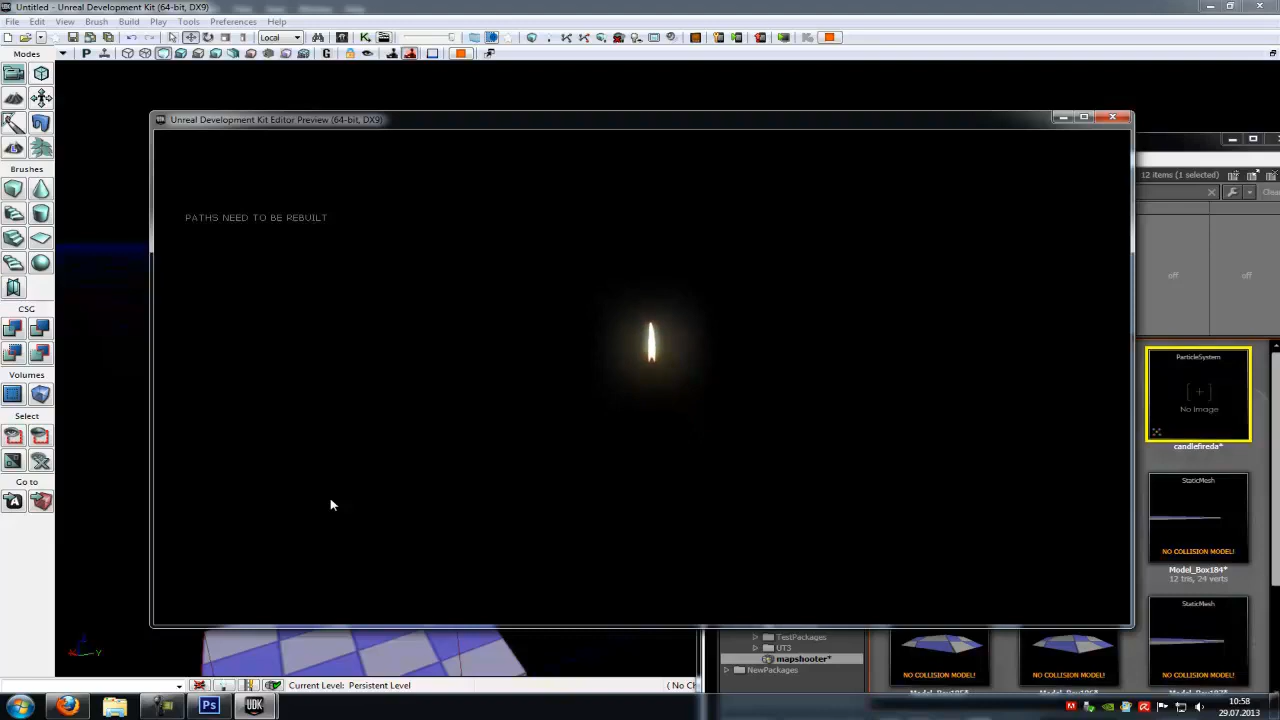 Untitled - Unreal Development Kit (64-bit, DX9)
File Edit View Brush Build Play Tools Preferences Help
Local
P
G
Modes
Brushes
CSG
Volumes
Select
Go to
Unreal Development Kit Editor Preview (64-bit, DX9)
PATHS NEED TO BE REBUILT
12 items (1 selected)
off off
ParticleSystem
No Image
candlefireda*
StaticMesh
NO COLLISION MODEL!
Model_Box184*
12 tris, 24 verts
StaticMesh
NO COLLISION MODEL!
NO COLLISION MODEL!
NO COLLISION MODEL!
TestPackages
UT3
mapshooter*
NewPackages
X Y
Current Level: Persistent Level
Ps
UDK
10:58
29.07.2013